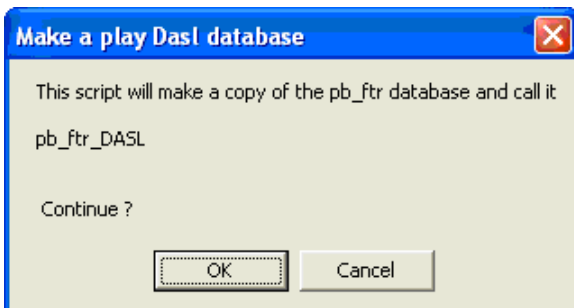 Make a play Dasl database
This script will make a copy of the pb_ftr database and call it
pb_ftr_DASL
Continue ?
OK Cancel